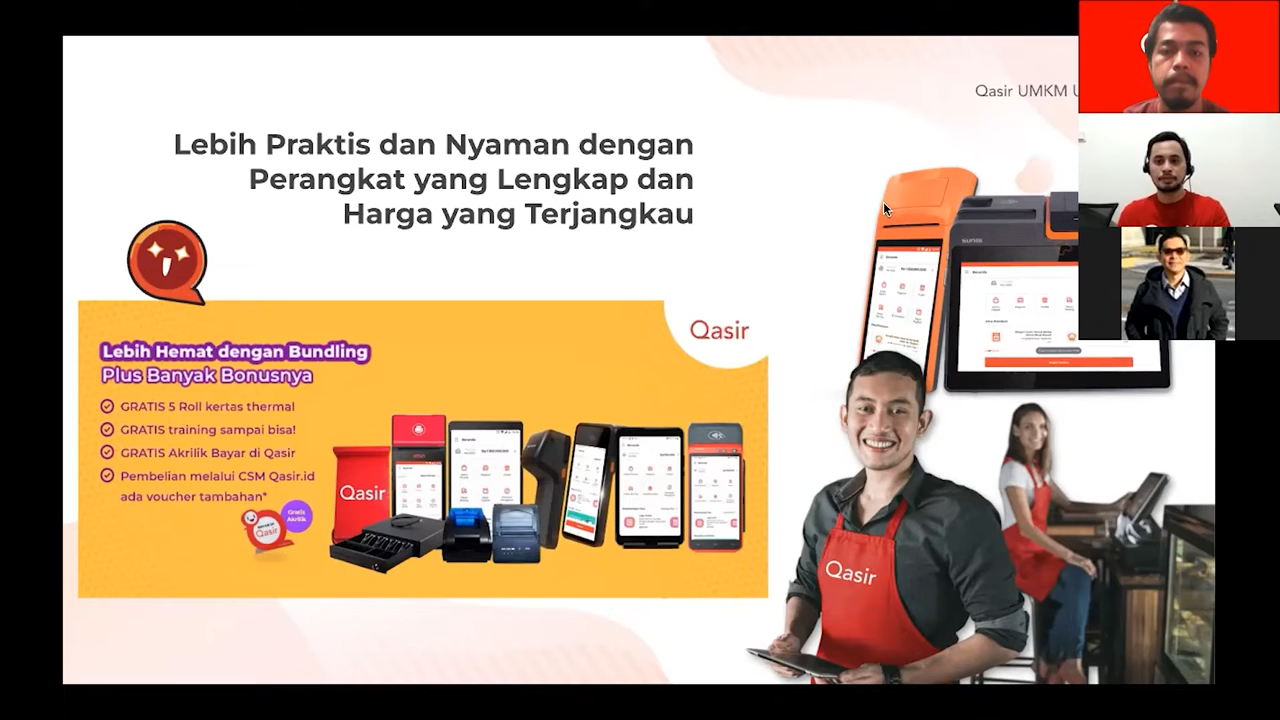 Qasir UMKM U
Lebih Praktis dan Nyaman dengan
Perangkat yang Lengkap dan
Harga yang Terjangkau
SUNMI
Beranda
Qasir
Lebih Hemat dengan Bundling
Plus Banyak Bonusnya
GRATIS 5 Roll kertas thermal
GRATIS training sampai bisa!
GRATIS Akrilik Bayar di Qasir
Pembelian melalui CSM Qasir.id
ada voucher tambahan*
Gratis
Akrilik
Qasir
Qasir
Qasir